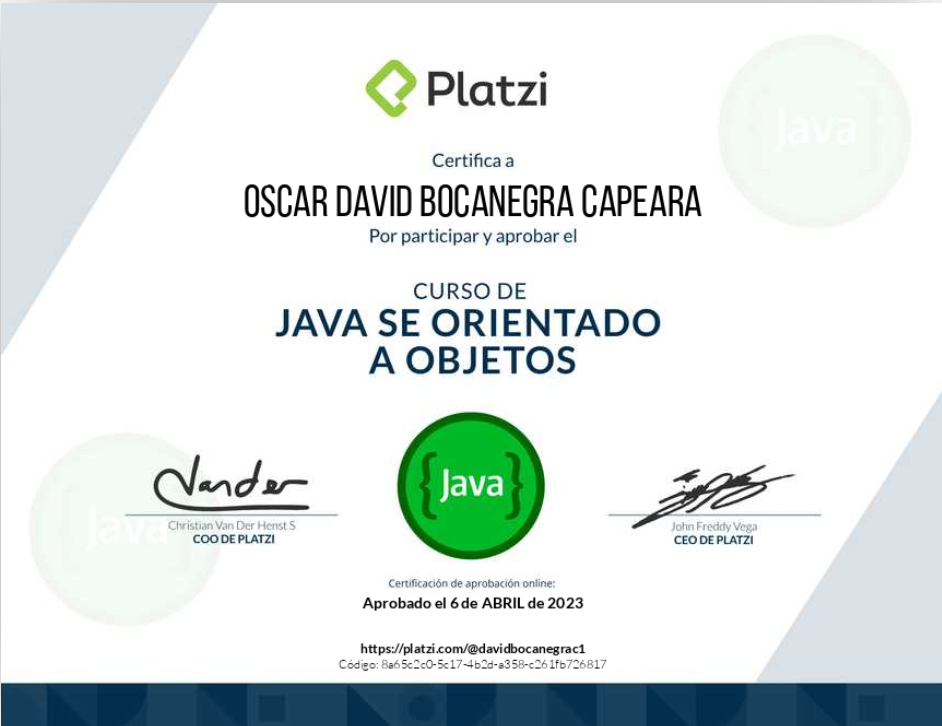 Platzi
Java
Certifica a
OSCAR DAVID BOCANEGRA CAPEARA
Por participar y aprobar el
CURSO DE
JAVA SE ORIENTADO
A OBJETOS
{Java}
Java
Christian Van Der Henst S
COO DE PLATZI
John Freddy Vega
CEO DE PLATZI
Certificación de aprobación online:
Aprobado el 6 de ABRIL de 2023
https://platzi.com/@davidbocanegrac1
Código: 8a65c2c0-5c17-4b2d-a358-c261fb726817